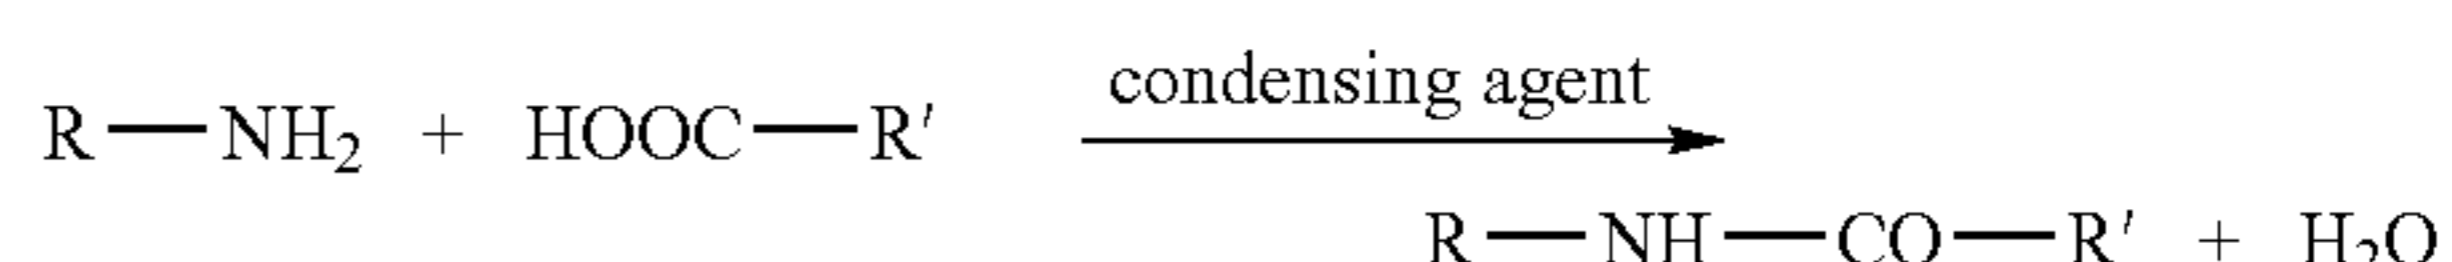 condensing agent
R—NH₂ + HOOC—R′
R—NH—CO—R′ + H₂O